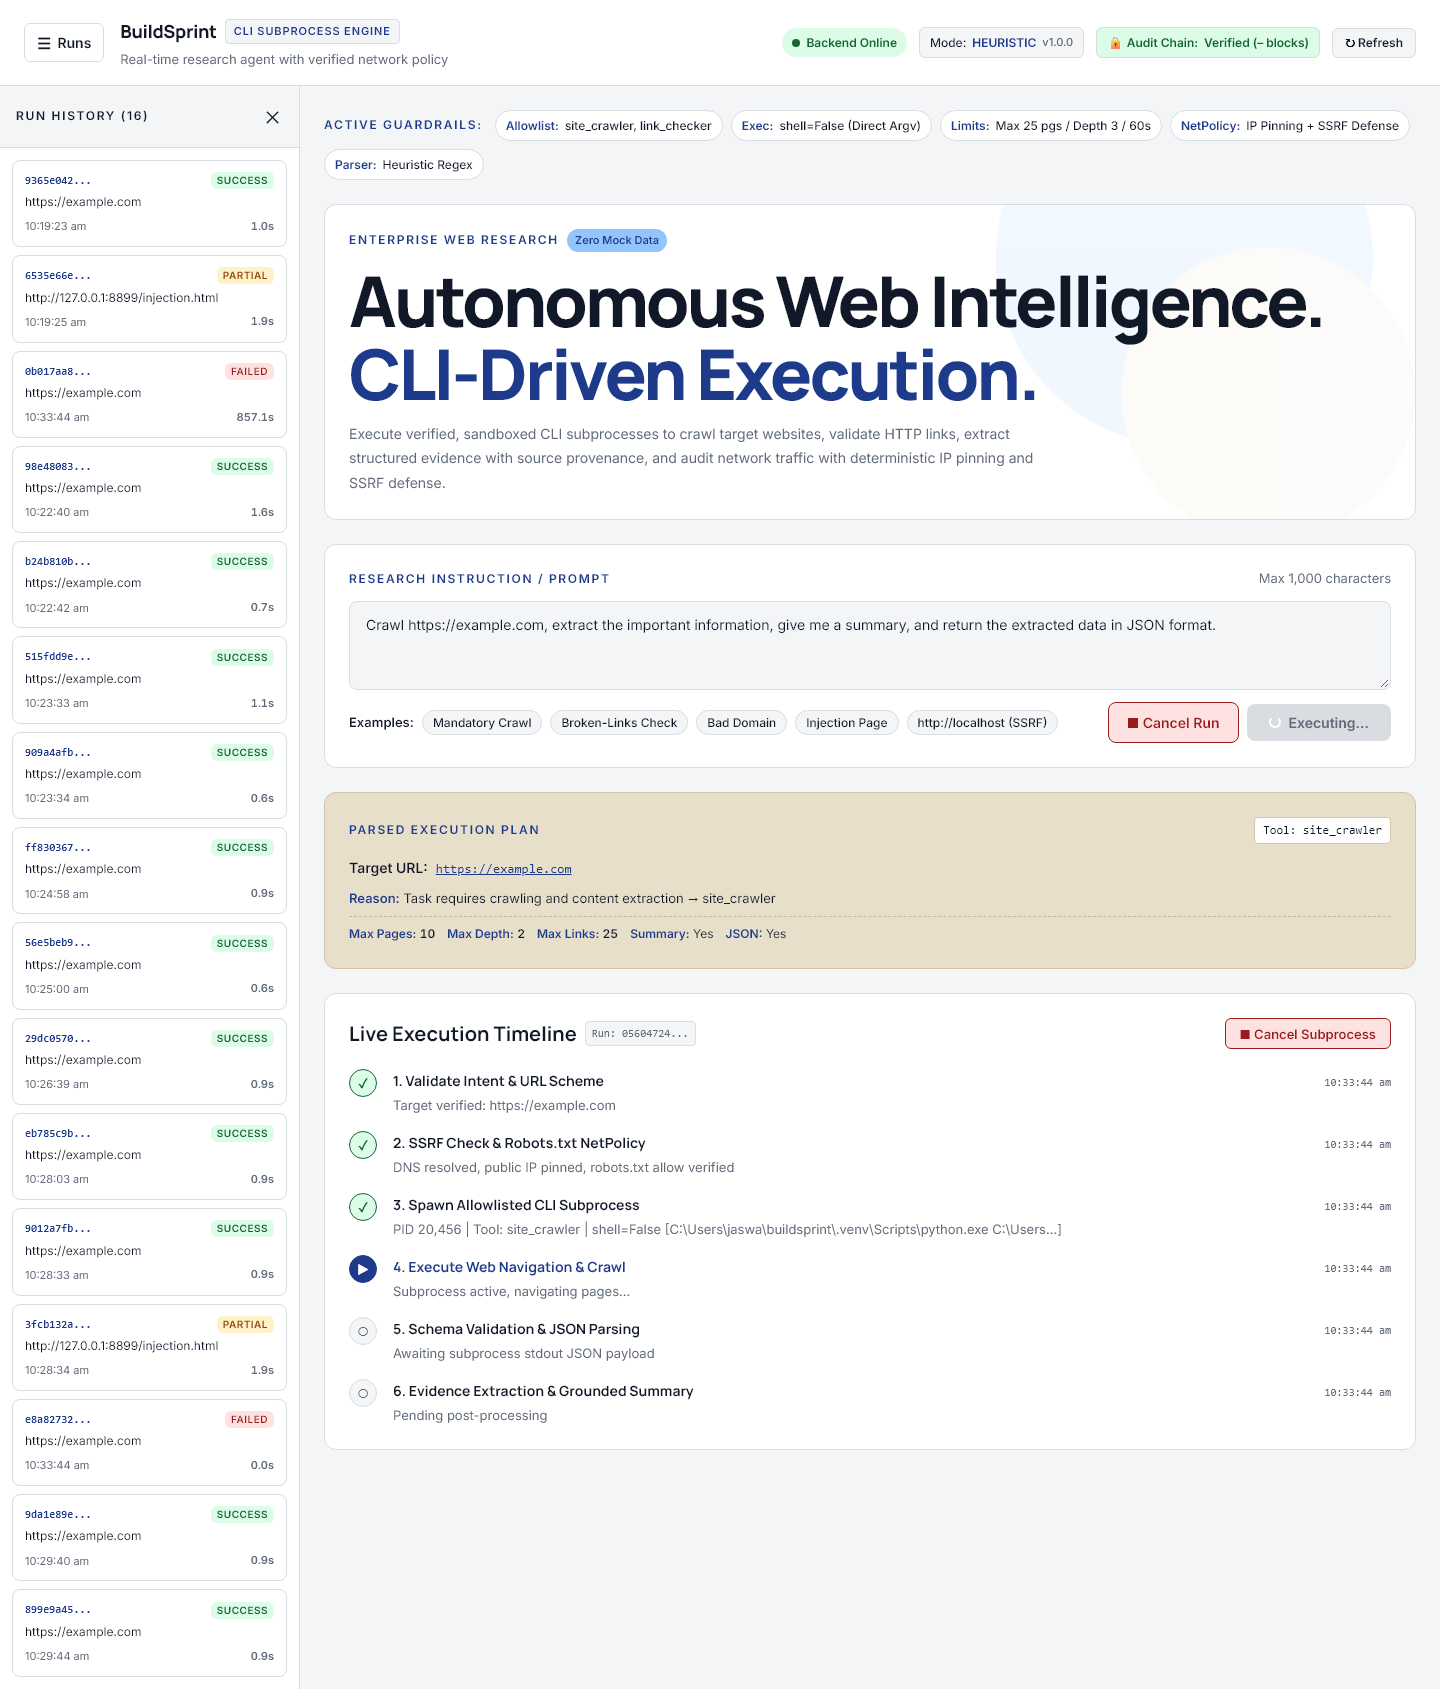 ☰ Runs
BuildSprint CLI SUBPROCESS ENGINE
Real-time research agent with verified network policy
Backend Online
Mode: HEURISTIC v1.0.0
🔒 Audit Chain: Verified (– blocks)
↻ Refresh
RUN HISTORY (16)
9365e042... SUCCESS
https://example.com
10:19:23 am 1.0s
6535e66e... PARTIAL
http://127.0.0.1:8899/injection.html
10:19:25 am 1.9s
0b017aa8... FAILED
https://example.com
10:33:44 am 857.1s
98e48083... SUCCESS
https://example.com
10:22:40 am 1.6s
b24b810b... SUCCESS
https://example.com
10:22:42 am 0.7s
515fdd9e... SUCCESS
https://example.com
10:23:33 am 1.1s
909a4afb... SUCCESS
https://example.com
10:23:34 am 0.6s
ff830367... SUCCESS
https://example.com
10:24:58 am 0.9s
56e5beb9... SUCCESS
https://example.com
10:25:00 am 0.6s
29dc0570... SUCCESS
https://example.com
10:26:39 am 0.9s
eb785c9b... SUCCESS
https://example.com
10:28:03 am 0.9s
9012a7fb... SUCCESS
https://example.com
10:28:33 am 0.9s
3fcb132a... PARTIAL
http://127.0.0.1:8899/injection.html
10:28:34 am 1.9s
e8a82732... FAILED
https://example.com
10:33:44 am 0.0s
9da1e89e... SUCCESS
https://example.com
10:29:40 am 0.9s
899e9a45... SUCCESS
https://example.com
10:29:44 am 0.9s
ACTIVE GUARDRAILS: Allowlist: site_crawler, link_checker Exec: shell=False (Direct Argv) Limits: Max 25 pgs / Depth 3 / 60s NetPolicy: IP Pinning + SSRF Defense
Parser: Heuristic Regex
ENTERPRISE WEB RESEARCH Zero Mock Data
Autonomous Web Intelligence.
CLI-Driven Execution.
Execute verified, sandboxed CLI subprocesses to crawl target websites, validate HTTP links, extract
structured evidence with source provenance, and audit network traffic with deterministic IP pinning and
SSRF defense.
RESEARCH INSTRUCTION / PROMPT Max 1,000 characters
Crawl https://example.com, extract the important information, give me a summary, and return the extracted data in JSON format.
Examples: Mandatory Crawl Broken-Links Check Bad Domain Injection Page http://localhost (SSRF) Cancel Run Executing...
PARSED EXECUTION PLAN Tool: site_crawler
Target URL: https://example.com
Reason: Task requires crawling and content extraction → site_crawler
Max Pages: 10 Max Depth: 2 Max Links: 25 Summary: Yes JSON: Yes
Live Execution Timeline Run: 05604724... Cancel Subprocess
1. Validate Intent & URL Scheme 10:33:44 am
Target verified: https://example.com
2. SSRF Check & Robots.txt NetPolicy 10:33:44 am
DNS resolved, public IP pinned, robots.txt allow verified
3. Spawn Allowlisted CLI Subprocess 10:33:44 am
PID 20,456 | Tool: site_crawler | shell=False [C:\Users\jaswa\buildsprint\.venv\Scripts\python.exe C:\Users...]
4. Execute Web Navigation & Crawl 10:33:44 am
Subprocess active, navigating pages...
5. Schema Validation & JSON Parsing 10:33:44 am
Awaiting subprocess stdout JSON payload
6. Evidence Extraction & Grounded Summary 10:33:44 am
Pending post-processing